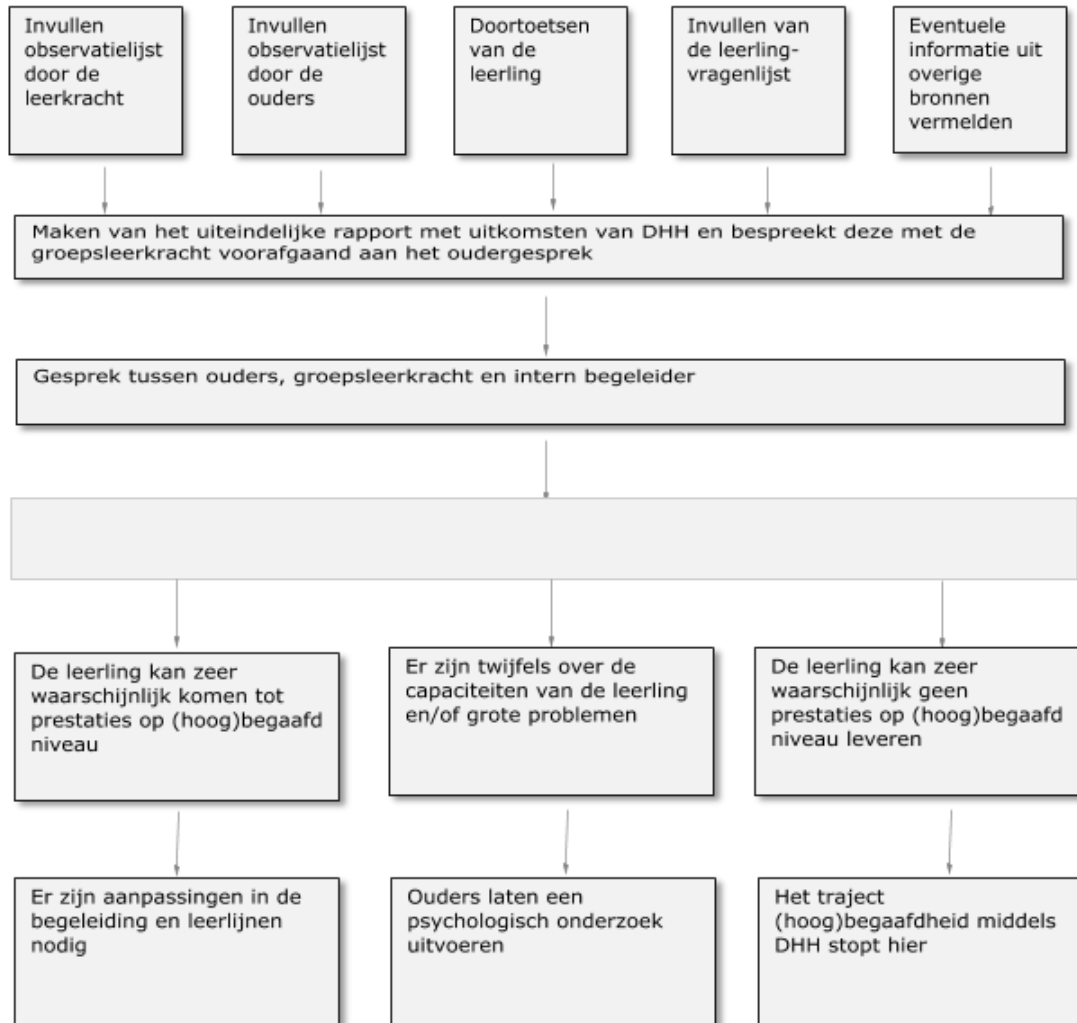 Invullen
observatielijst
door de
leerkracht
Invullen
observatielijst
door de
ouders
Doortoetsen
van de
leerling
Invullen van
de leerling-
vragenlijst
Eventuele
informatie uit
overige
bronnen
vermelden
Maken van het uiteindelijke rapport met uitkomsten van DHH en bespreekt deze met de
groepsleerkracht voorafgaand aan het oudergesprek
Gesprek tussen ouders, groepsleerkracht en intern begeleider
De leerling kan zeer
waarschijnlijk komen tot
prestaties op (hoog)begaafd
niveau
Er zijn twijfels over de
capaciteiten van de leerling
en/of grote problemen
De leerling kan zeer
waarschijnlijk geen
prestaties op (hoog)begaafd
niveau leveren
Er zijn aanpassingen in de
begeleiding en leerlijnen
nodig
Ouders laten een
psychologisch onderzoek
uitvoeren
Het traject
(hoog)begaafdheid middels
DHH stopt hier